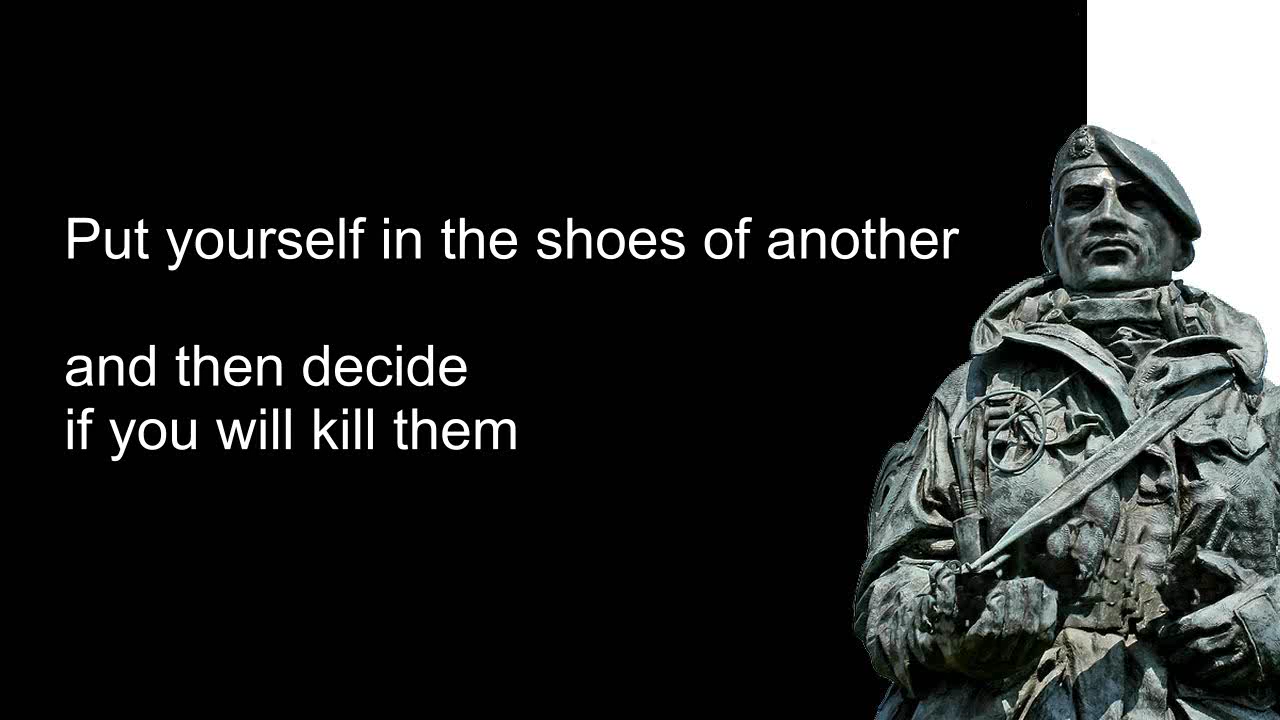 Put yourself in the shoes of another
and then decide
if you will kill them